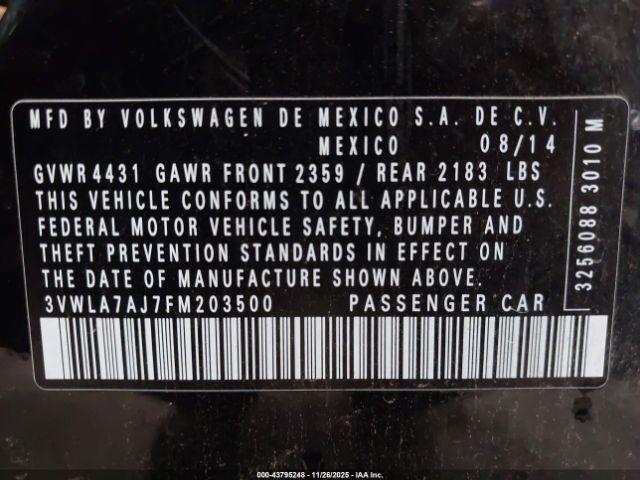 MFD BY VOLKSWAGEN DE MEXICO S.A. DE C.V.
MEXICO 08/14
GVWR 4431 GAWR FRONT 2359 / REAR 2183 LBS
THIS VEHICLE CONFORMS TO ALL APPLICABLE U.S.
FEDERAL MOTOR VEHICLE SAFETY, BUMPER AND
THEFT PREVENTION STANDARDS IN EFFECT ON
THE DATE OF MANUFACTURE SHOWN ABOVE.
3VWLA7AJ7FM203500 PASSENGER CAR
3256088 3010 M
000-43795248 - 11/26/2025 - IAA Inc.